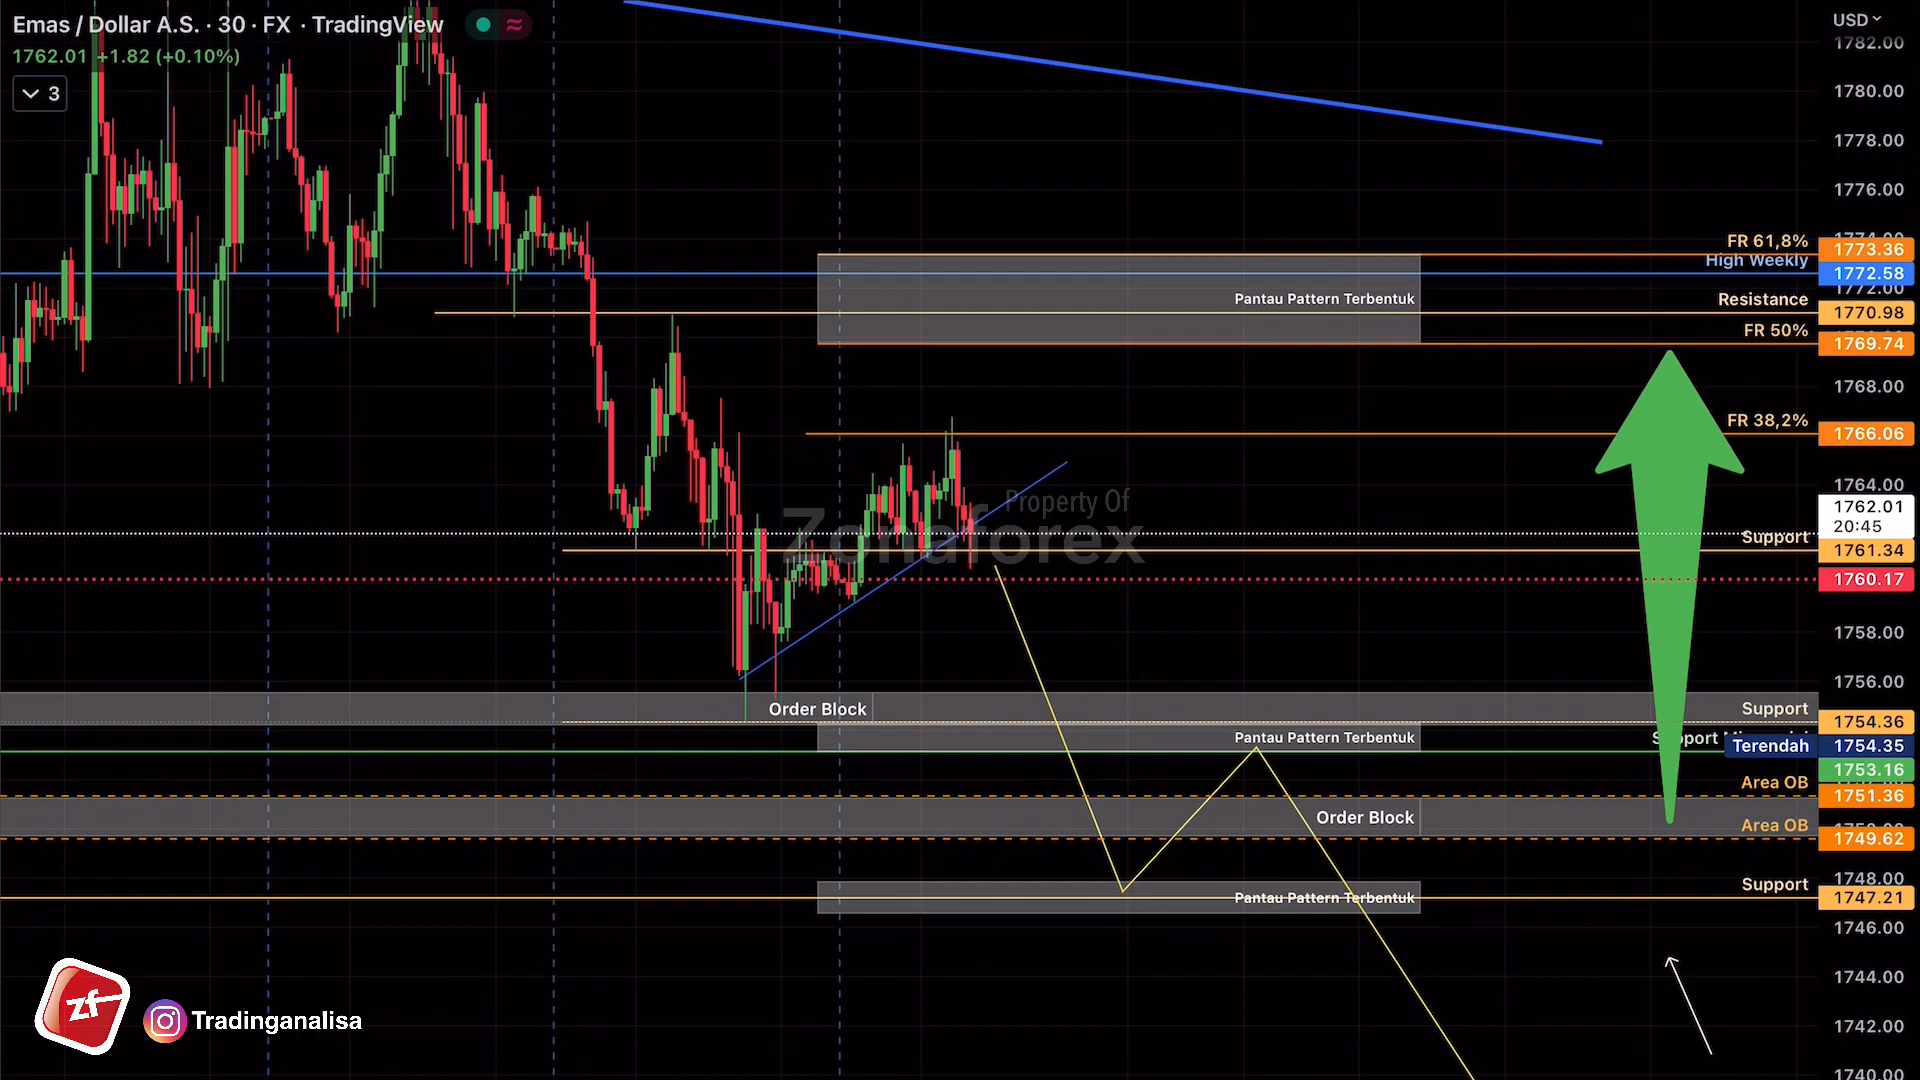 Emas / Dollar A.S. · 30 · FX · TradingView
1762.01 +1.82 (+0.10%)
3
USD
1782.00
1780.00
1778.00
1776.00
FR 61,8% 1773.36
High Weekly 1772.58
1772.00
Pantau Pattern Terbentuk
Resistance 1770.98
FR 50% 1769.74
1768.00
FR 38,2% 1766.06
1764.00
Property Of
Zonaforex
1762.01
20:45
Support 1761.34
1760.17
1758.00
1756.00
Order Block
Support 1754.36
Pantau Pattern Terbentuk
Terendah 1754.35
1753.16
Area OB 1751.36
Order Block
Area OB 1749.62
1748.00
Support 1747.21
Pantau Pattern Terbentuk
1746.00
1744.00
1742.00
1740.00
zf
Tradinganalisa